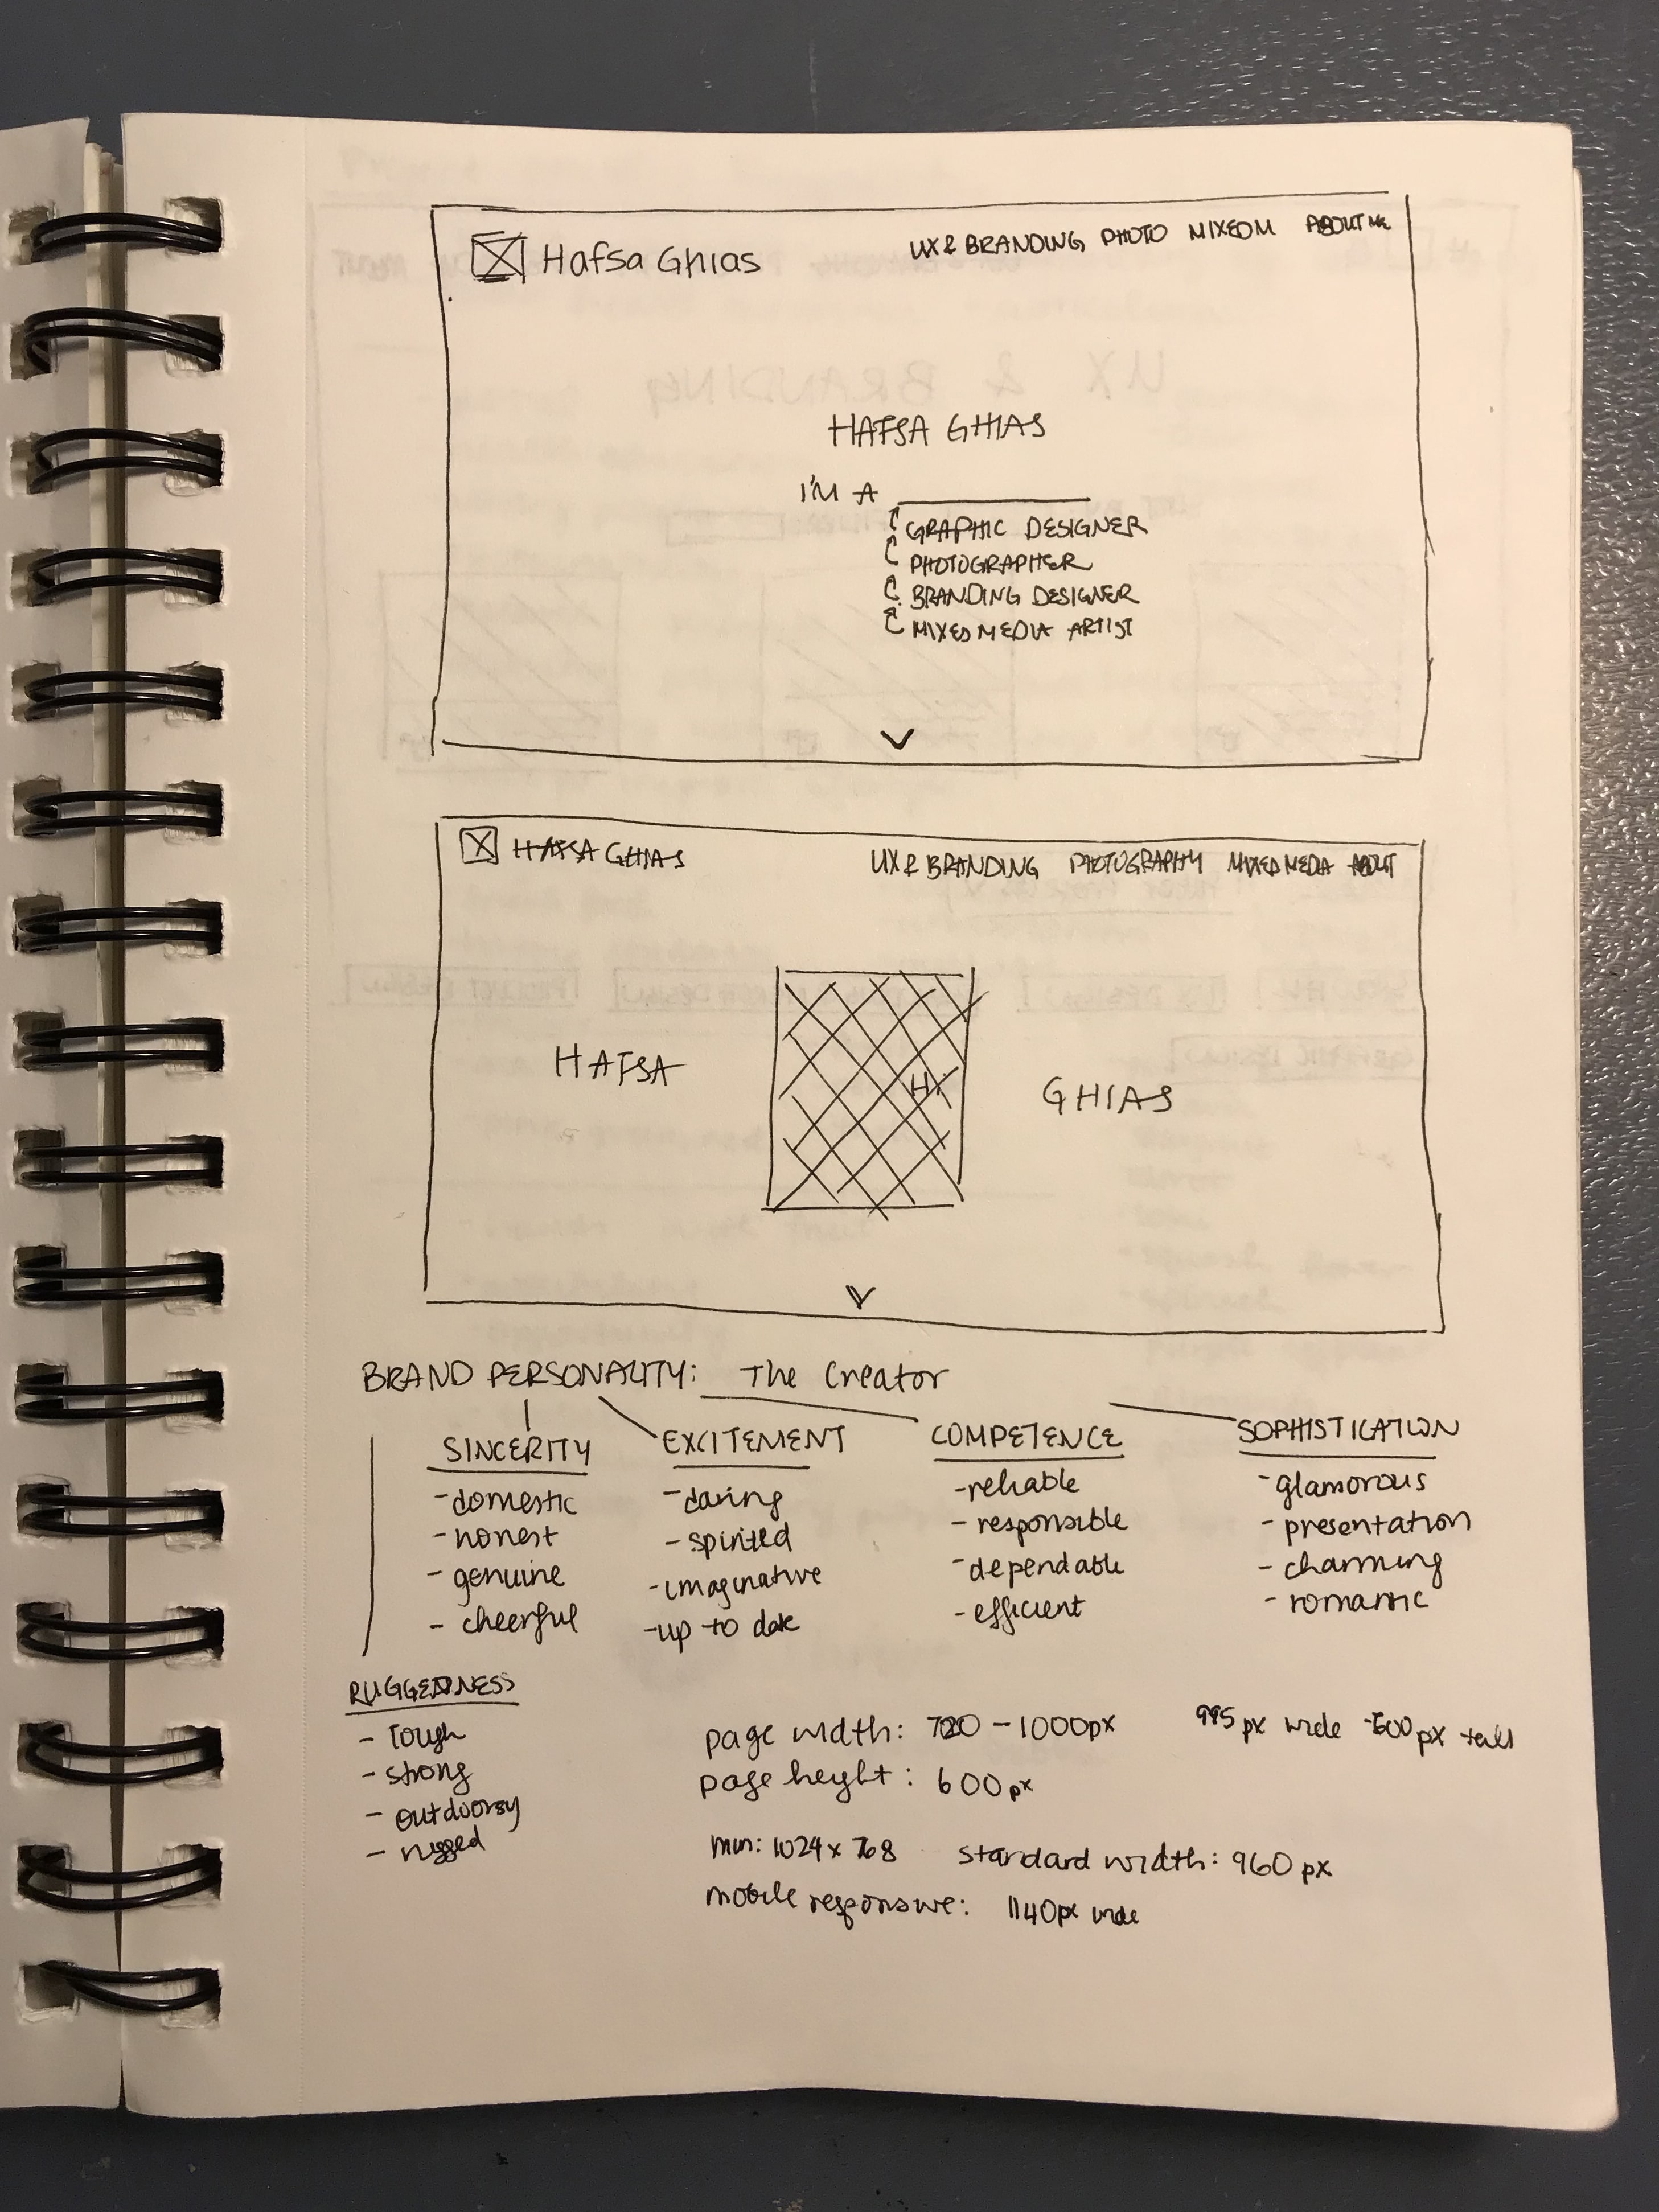 Hafsa Ghias UX & BRANDING PHOTO MIXEDM ABOUT ME
HAFSA GHIAS
I'M A
GRAPHIC DESIGNER
PHOTOGRAPHER
BRANDING DESIGNER
MIXED MEDIA ARTIST
HAFSA GHIAS UX & BRANDING PHOTOGRAPHY MIXED MEDIA ABOUT
HAFSA
Hi
GHIAS
BRAND PERSONALITY: The Creator
SINCERITY
- domestic
- honest
- genuine
- cheerful
EXCITEMENT
- daring
- spirited
- imaginative
- up to date
COMPETENCE
- reliable
- responsible
- dependable
- efficient
SOPHISTICATION
- glamorous
- presentation
- charming
- romantic
RUGGEDNESS
- tough
- strong
- outdoorsy
- rugged
page width: 720 - 1000px
995px wide 600px tall
page height: 600px
min: 1024 x 768
standard width: 960px
mobile responsive: 1140px wide